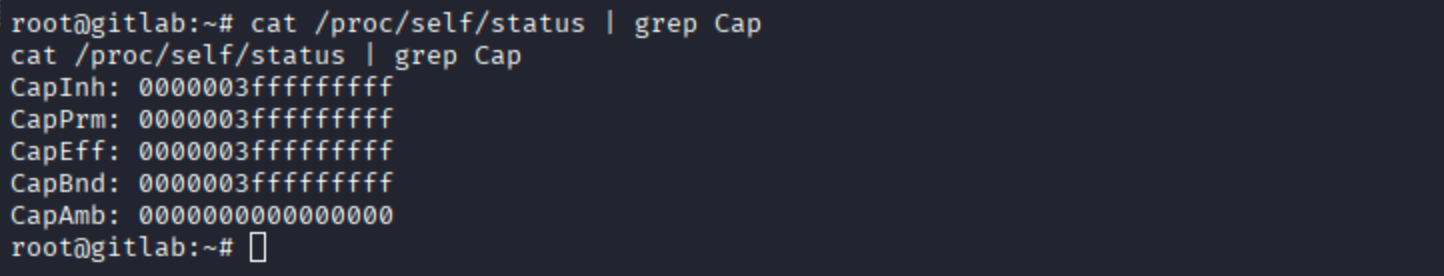 root@gitlab:~# cat /proc/self/status | grep Cap
cat /proc/self/status | grep Cap
CapInh: 0000003fffffffff
CapPrm: 0000003fffffffff
CapEff: 0000003fffffffff
CapBnd: 0000003fffffffff
CapAmb: 0000000000000000
root@gitlab:~#